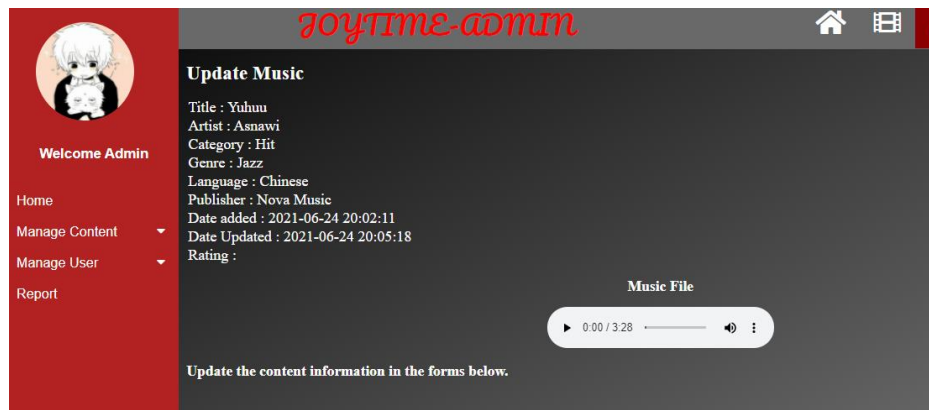 JOYTIME-ADMIN
Welcome Admin
Home
Manage Content
Manage User
Report
Update Music
Title : Yuhuu
Artist : Asnawi
Category : Hit
Genre : Jazz
Language : Chinese
Publisher : Nova Music
Date added : 2021-06-24 20:02:11
Date Updated : 2021-06-24 20:05:18
Rating :
Music File
0:00 / 3:28
Update the content information in the forms below.